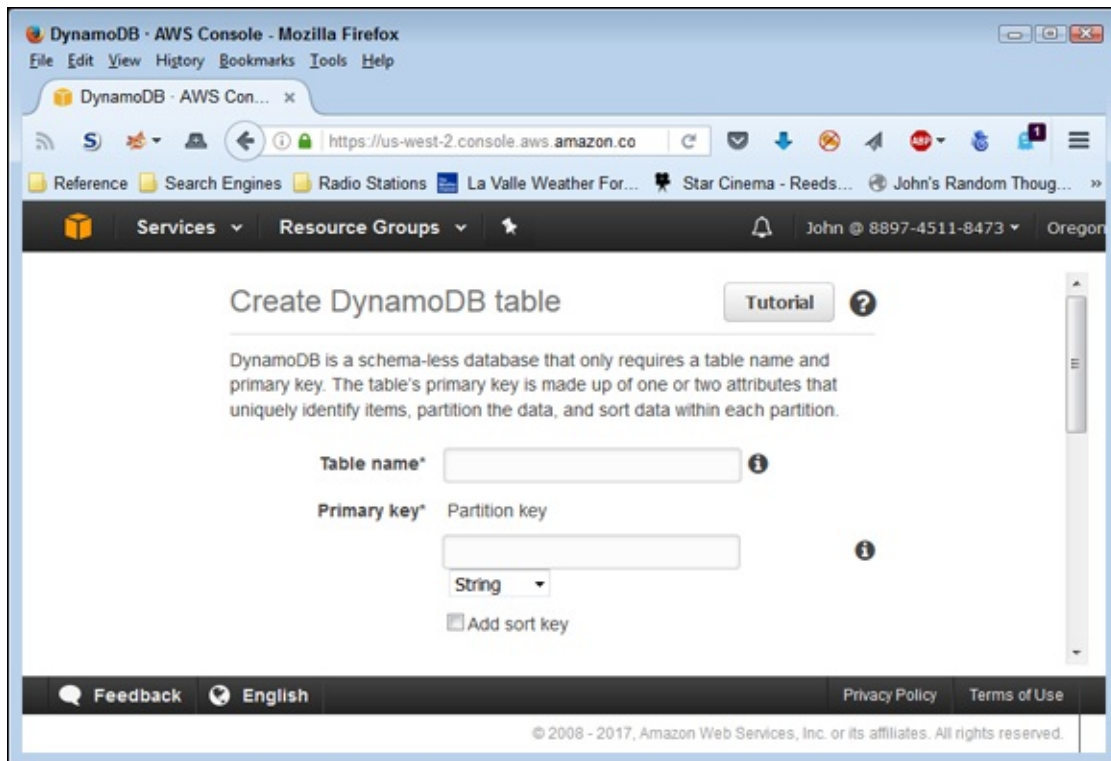 DynamoDB · AWS Console - Mozilla Firefox
File Edit View History Bookmarks Tools Help
DynamoDB · AWS Con... ×
S) https://us-west-2.console.aws.amazon.co ABP 1
Reference Search Engines Radio Stations La Valle Weather For... Star Cinema - Reeds... John's Random Thoug... »
Services Resource Groups John @ 8897-4511-8473 Oregon
Create DynamoDB table Tutorial ?
DynamoDB is a schema-less database that only requires a table name and
primary key. The table's primary key is made up of one or two attributes that
uniquely identify items, partition the data, and sort data within each partition.
Table name*
Primary key* Partition key
String
Add sort key
Feedback English Privacy Policy Terms of Use
© 2008 - 2017, Amazon Web Services, Inc. or its affiliates. All rights reserved.